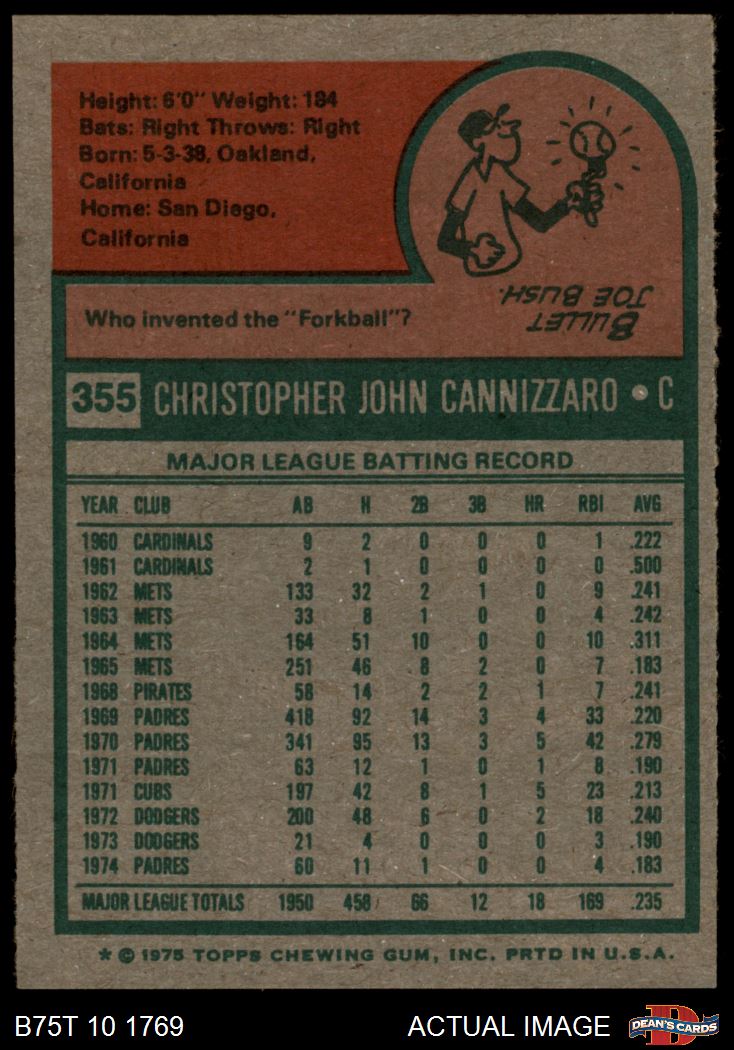 Height: 6'0" Weight: 184
Bats: Right Throws: Right
Born: 5-3-38, Oakland,
California
Home: San Diego,
California
Who invented the "Forkball"?
BULLET
JOE BUSH.
355 CHRISTOPHER JOHN CANNIZZARO • C
MAJOR LEAGUE BATTING RECORD
YEAR CLUB AB H 2B 3B HR RBI AVG
1960 CARDINALS 9 2 0 0 0 1 .222
1961 CARDINALS 2 1 0 0 0 0 .500
1962 METS 133 32 2 1 0 9 .241
1963 METS 33 8 1 0 0 4 .242
1964 METS 164 51 10 0 0 10 .311
1965 METS 251 46 8 2 0 7 .183
1968 PIRATES 58 14 2 2 1 7 .241
1969 PADRES 418 92 14 3 4 33 .220
1970 PADRES 341 95 13 3 5 42 .279
1971 PADRES 63 12 1 0 1 8 .190
1971 CUBS 197 42 8 1 5 23 .213
1972 DODGERS 200 48 6 0 2 18 .240
1973 DODGERS 21 4 0 0 0 3 .190
1974 PADRES 60 11 1 0 0 4 .183
MAJOR LEAGUE TOTALS 1950 458 66 12 18 169 .235
* © 1975 TOPPS CHEWING GUM, INC. PRTD IN U.S.A.
B75T 10 1769 ACTUAL IMAGE DEAN'S CARDS